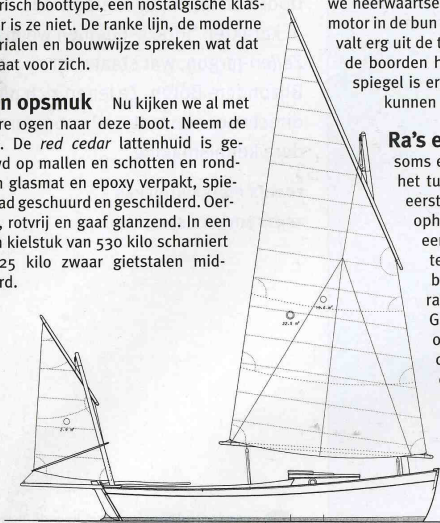 risch boottype, een nostalgische klas-
r is ze niet. De ranke lijn, de moderne
rialen en bouwwijze spreken wat dat
aat voor zich.
n opsmuk Nu kijken we al met
re ogen naar deze boot. Neem de
. De red cedar lattenhuid is ge-
d op mallen en schotten en rond-
n glasmat en epoxy verpakt, spie-
ad geschuurd en geschilderd. Oer-
, rotvrij en gaaf glanzend. In een
n kielstuk van 530 kilo scharniert
25 kilo zwaar gietstalen mid-
rd.
we neerwaartse
motor in de bun
valt erg uit de t
de boorden h
spiegel is er
kunnen
Ra's e
soms e
het tu
eerst
oph
eer
te
b
ra
G
o